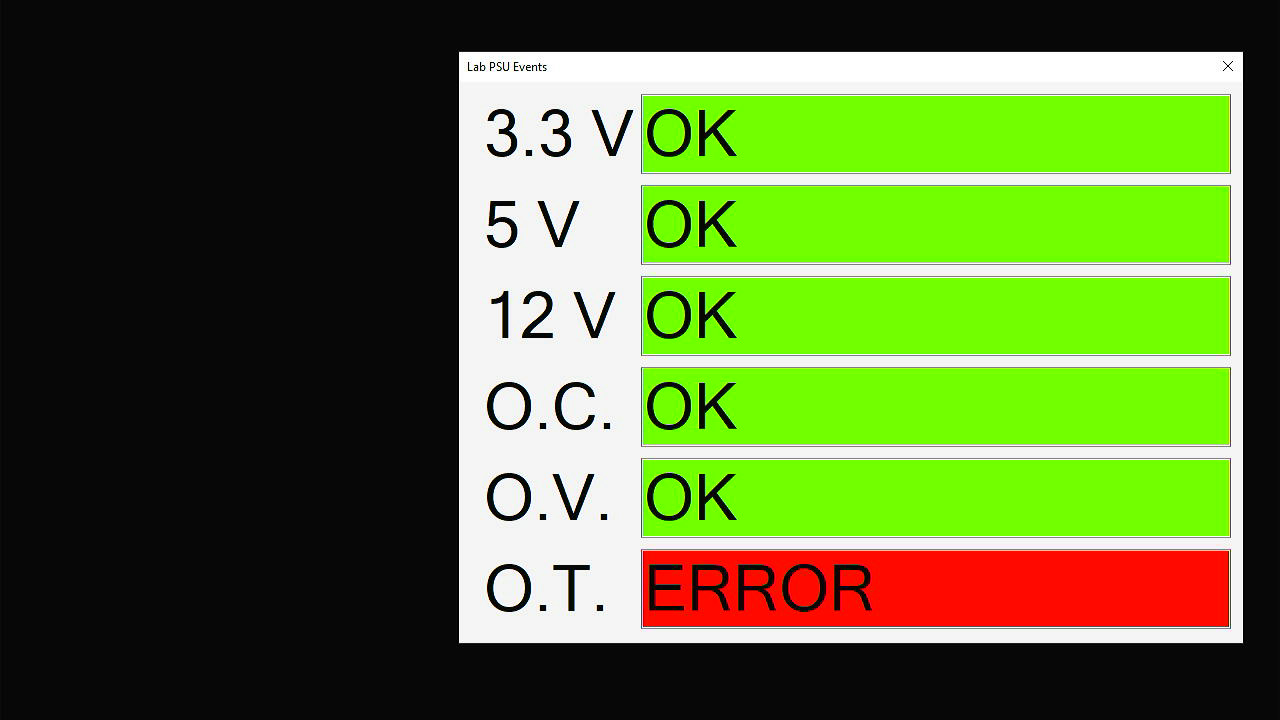 Lab PSU Events
3.3 V OK
5 V OK
12 V OK
O.C. OK
O.V. OK
O.T. ERROR